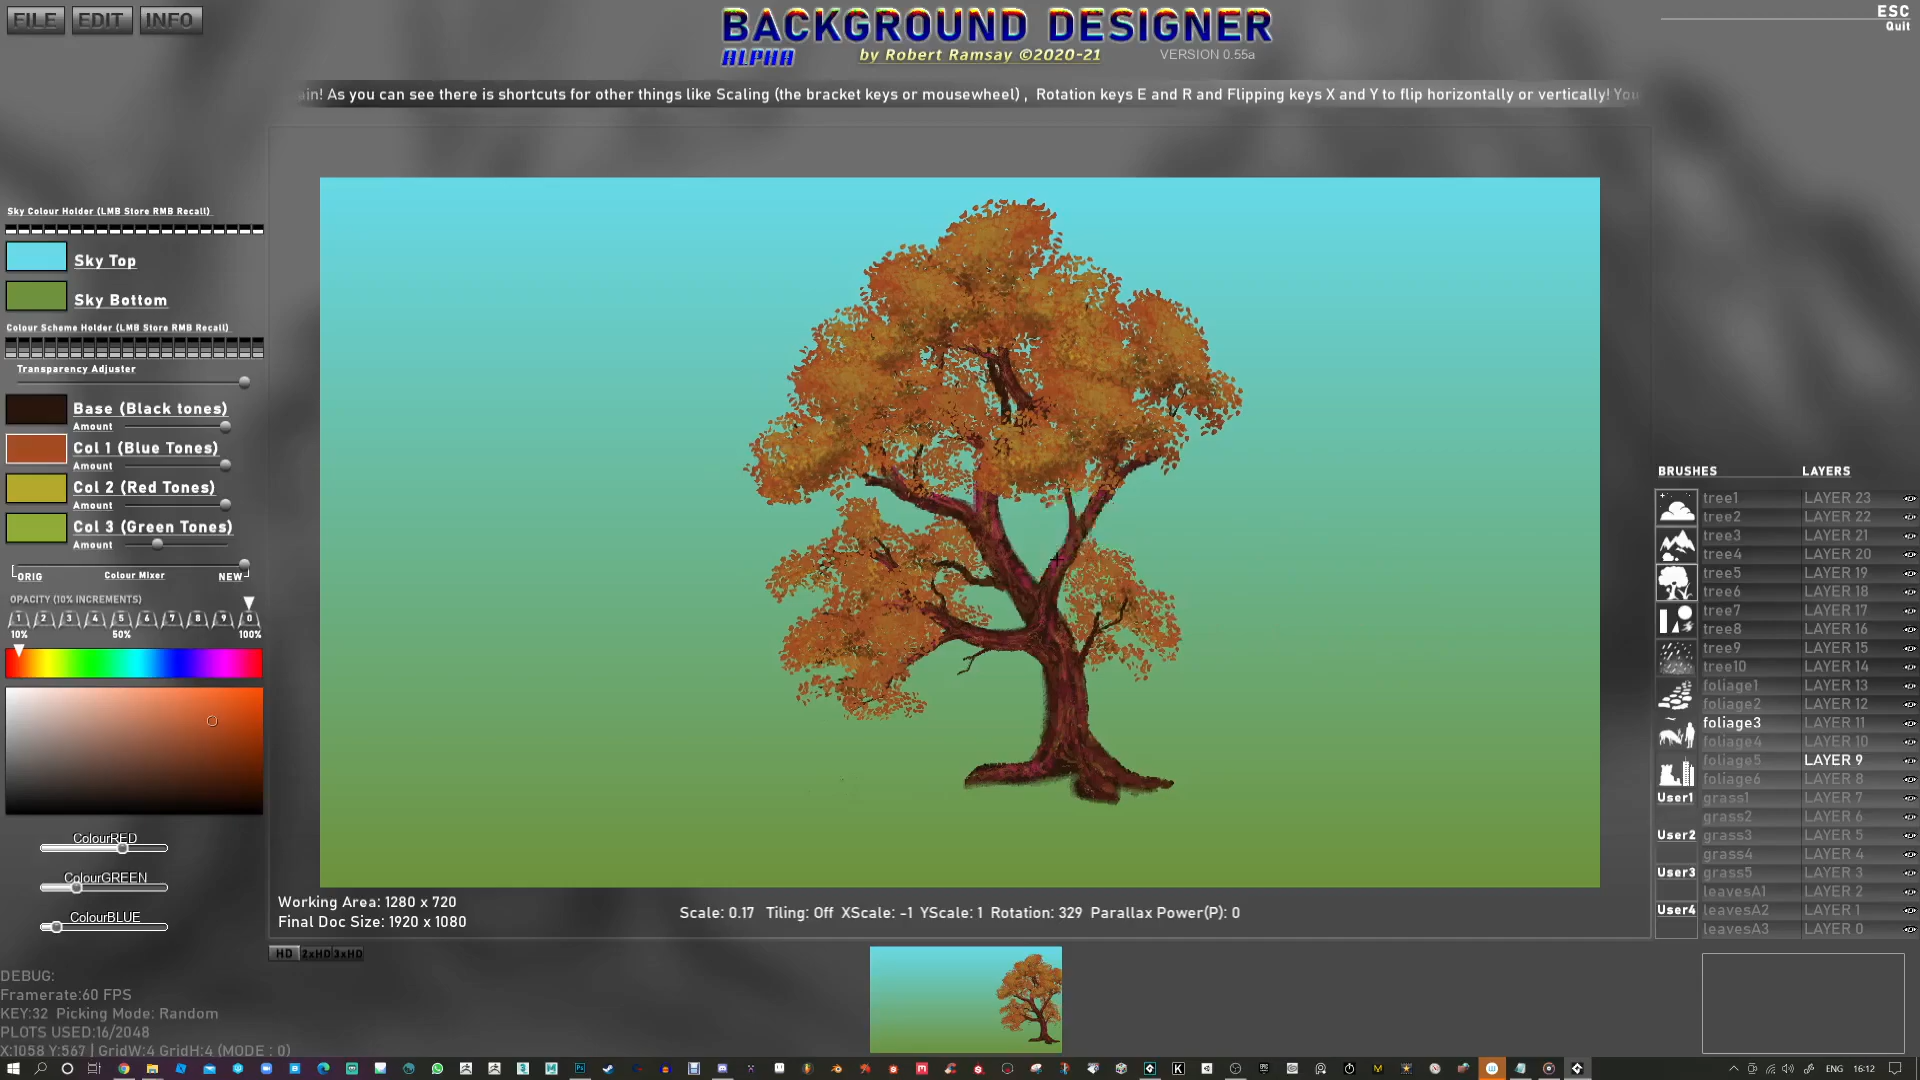 FILE EDIT INFO
BACKGROUND DESIGNER
ALPHA by Robert Ramsay ©2020-21 VERSION 0.55a
ESC
Quit
ain! As you can see there is shortcuts for other things like Scaling (the bracket keys or mousewheel) , Rotation keys E and R and Flipping keys X and Y to flip horizontally or vertically! You
Sky Colour Holder (LMB Store RMB Recall)
Sky Top
Sky Bottom
Colour Scheme Holder (LMB Store RMB Recall)
Transparency Adjuster
Base (Black tones)
Amount
Col 1 (Blue Tones)
Amount
Col 2 (Red Tones)
Amount
Col 3 (Green Tones)
Amount
ORIG Colour Mixer NEW
OPACITY (10% INCREMENTS)
1 2 3 4 5 6 7 8 9 0
10% 50% 100%
ColourRED
ColourGREEN
ColourBLUE
Working Area: 1280 x 720
Final Doc Size: 1920 x 1080
Scale: 0.17 Tiling: Off XScale: -1 YScale: 1 Rotation: 329 Parallax Power(P): 0
HD 2xHD 3xHD
BRUSHES LAYERS
tree1 LAYER 23
tree2 LAYER 22
tree3 LAYER 21
tree4 LAYER 20
tree5 LAYER 19
tree6 LAYER 18
tree7 LAYER 17
tree8 LAYER 16
tree9 LAYER 15
tree10 LAYER 14
foliage1 LAYER 13
foliage2 LAYER 12
foliage3 LAYER 11
foliage4 LAYER 10
foliage5 LAYER 9
foliage6 LAYER 8
User1 grass1 LAYER 7
grass2 LAYER 6
User2 grass3 LAYER 5
grass4 LAYER 4
User3 grass5 LAYER 3
leavesA1 LAYER 2
User4 leavesA2 LAYER 1
leavesA3 LAYER 0
DEBUG:
Framerate:60 FPS
KEY:32 Picking Mode: Random
PLOTS USED:16/2048
X:1058 Y:567 | GridW:4 GridH:4 (MODE : 0)
ENG 16:12